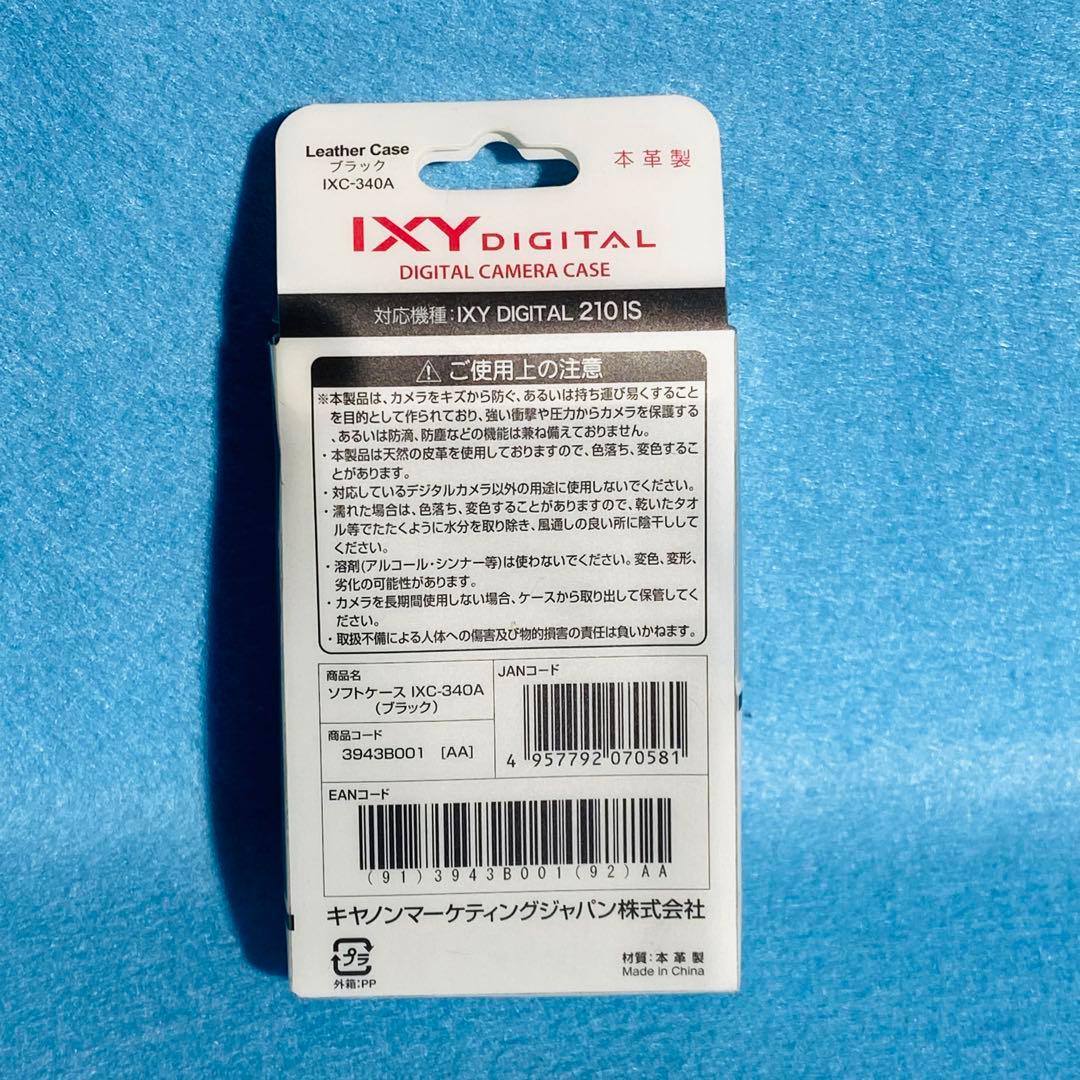 Leather Case
ブラック
IXC-340A
本革製
IXY DIGITAL
DIGITAL CAMERA CASE
対応機種:IXY DIGITAL 210 IS
ご使用上の注意
※本製品は、カメラをキズから防ぐ、あるいは持ち運び易くすること
を目的として作られており、強い衝撃や圧力からカメラを保護する
、あるいは防滴、防塵などの機能は兼ね備えておりません。
・本製品は天然の皮革を使用しておりますので、色落ち、変色するこ
とがあります。
・対応しているデジタルカメラ以外の用途に使用しないでください。
・濡れた場合は、色落ち、変色することがありますので、乾いたタオ
ル等でたたくように水分を取り除き、風通しの良い所に陰干しして
ください。
・溶剤(アルコール・シンナー等)は使わないでください。変色、変形、
劣化の可能性があります。
・カメラを長期間使用しない場合、ケースから取り出して保管してく
ださい。
・取扱不備による人体への傷害及び物的損害の責任は負いかねます。
商品名
ソフトケース IXC-340A
(ブラック)
商品コード
3943B001 [AA]
JANコード
4 957792 070581
EANコード
(91)3943B001(92)AA
キヤノンマーケティングジャパン株式会社
プラ
外箱:PP
材質:本革製
Made in China